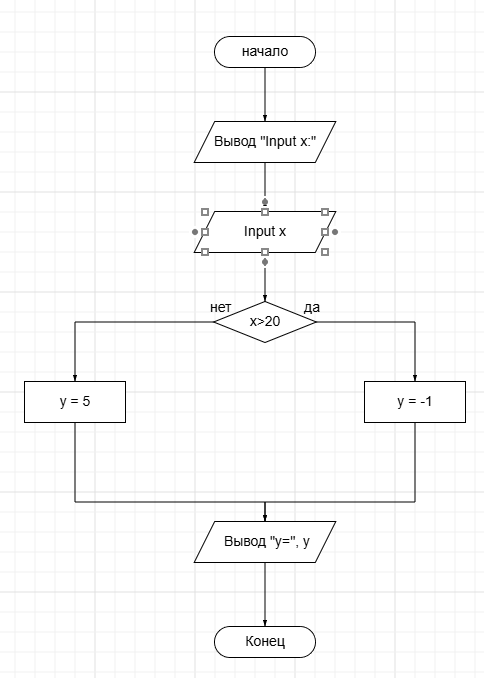 начало
Вывод "Input x:"
Input x
нет
да
x>20
y = 5
y = -1
Вывод "y=", y
Конец